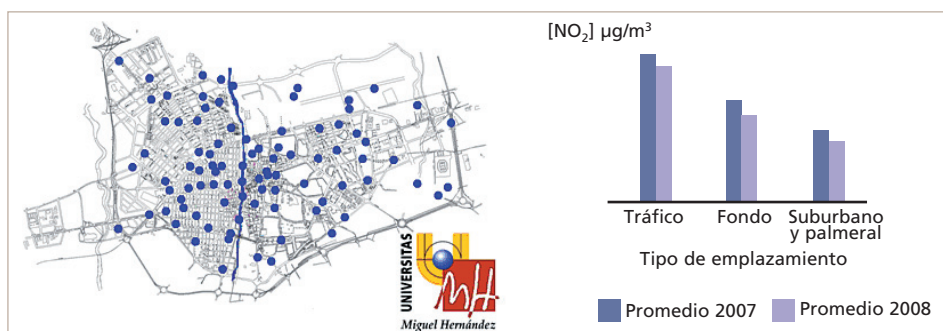 UNIVERSITAS
Miguel Hernández
[NO₂] µg/m³
Tráfico
Fondo
Suburbano
y palmeral
Tipo de emplazamiento
Promedio 2007
Promedio 2008